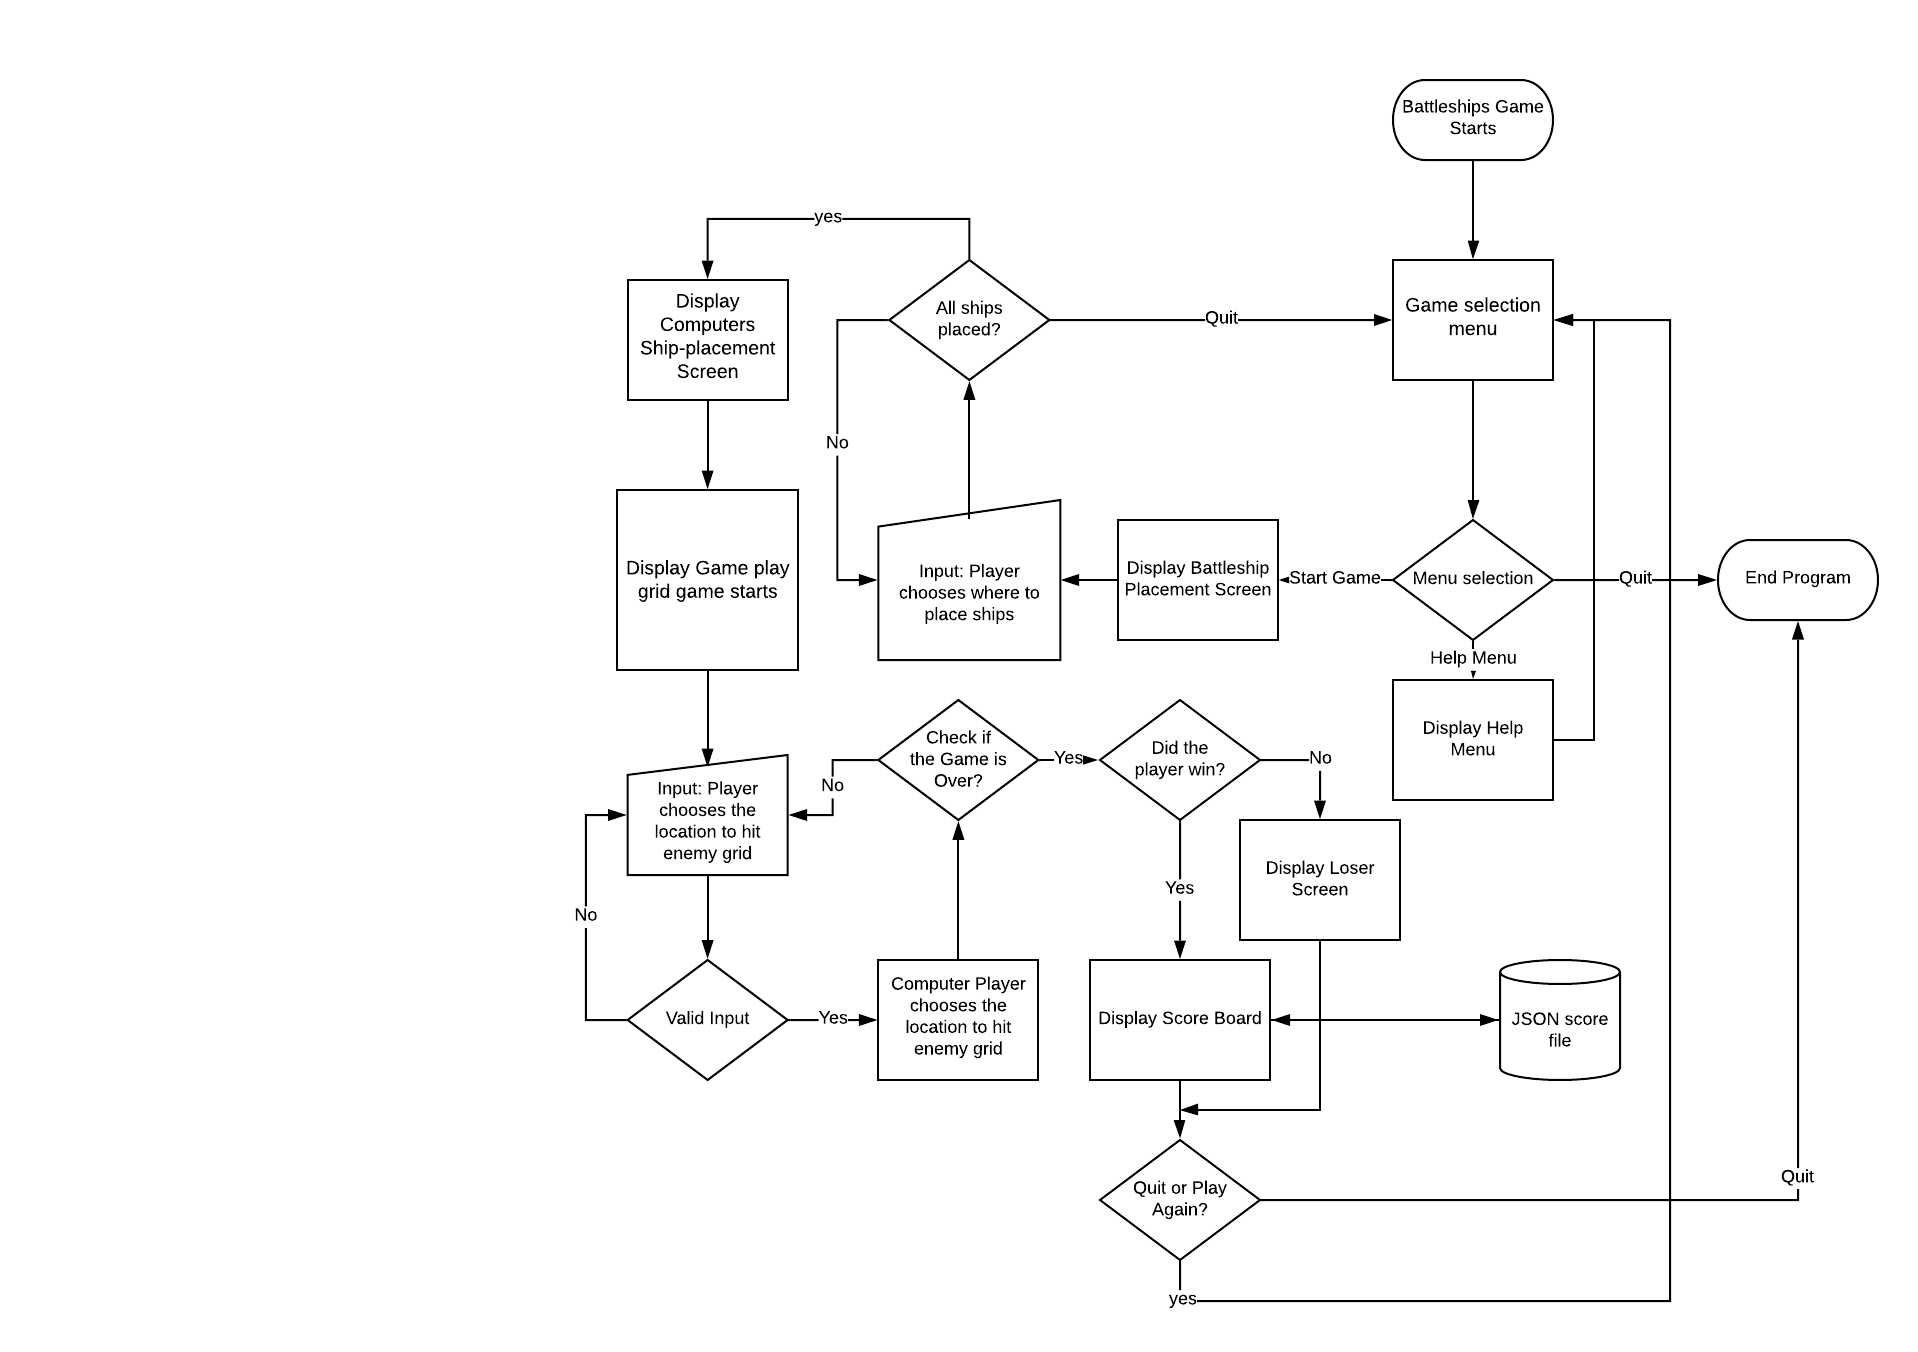 Battleships Game
Starts
yes
Display
Computers
Ship-placement
Screen
All ships
placed?
Quit
Game selection
menu
No
Display Game play
grid game starts
Input: Player
chooses where to
place ships
Display Battleship
Placement Screen
Start Game
Menu selection
Quit
End Program
Help Menu
Display Help
Menu
Check if
the Game is
Over?
Yes
Did the
player win?
No
No
Input: Player
chooses the
location to hit
enemy grid
Display Loser
Screen
Yes
No
Valid Input
Yes
Computer Player
chooses the
location to hit
enemy grid
Display Score Board
JSON score
file
Quit or Play
Again?
Quit
yes